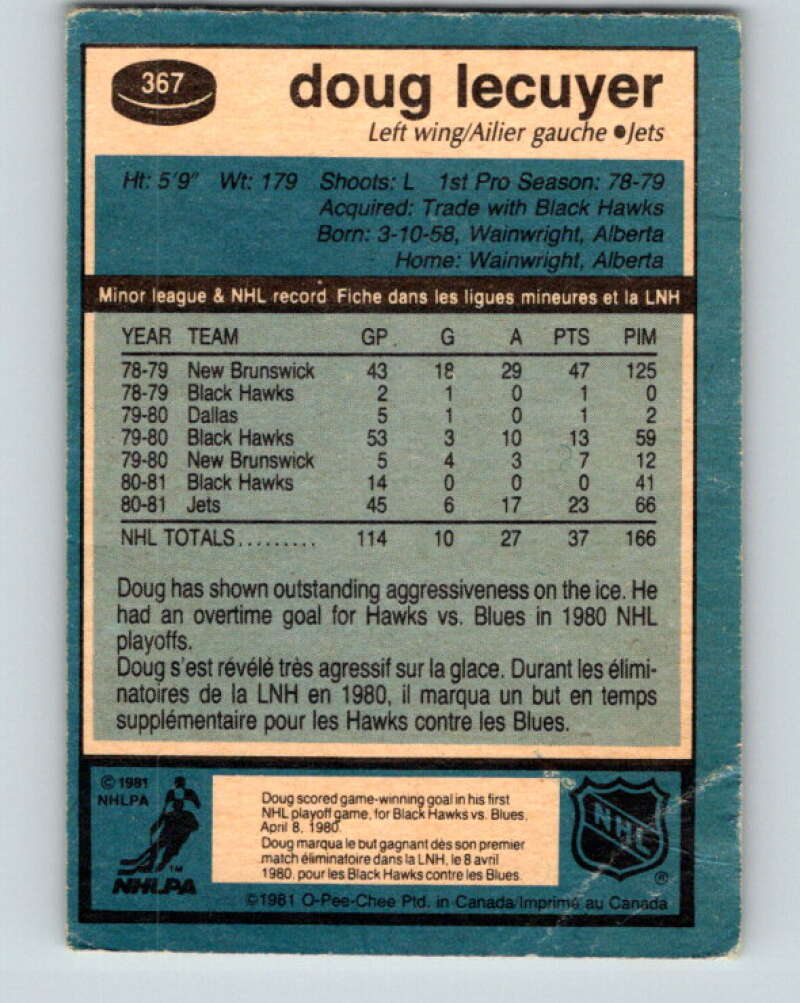 367
doug lecuyer
Left wing/Ailier gauche ●Jets
Ht: 5'9" Wt: 179 Shoots: L 1st Pro Season: 78-79
Acquired: Trade with Black Hawks
Born: 3-10-58, Wainwright, Alberta
Home: Wainwright, Alberta
Minor league & NHL record Fiche dans les ligues mineures et la LNH
YEAR TEAM GP G A PTS PIM
78-79 New Brunswick 43 18 29 47 125
78-79 Black Hawks 2 1 0 1 0
79-80 Dallas 5 1 0 1 2
79-80 Black Hawks 53 3 10 13 59
79-80 New Brunswick 5 4 3 7 12
80-81 Black Hawks 14 0 0 0 41
80-81 Jets 45 6 17 23 66
NHL TOTALS......... 114 10 27 37 166
Doug has shown outstanding aggressiveness on the ice. He
had an overtime goal for Hawks vs. Blues in 1980 NHL
playoffs.
Doug s'est révélé très agressif sur la glace. Durant les élimi-
natoires de la LNH en 1980, il marqua un but en temps
supplémentaire pour les Hawks contre les Blues.
© 1981
NHLPA
TM
NHLPA
Doug scored game-winning goal in his first
NHL playoff game, for Black Hawks vs. Blues,
April 8, 1980.
Doug marqua le but gagnant dès son premier
match éliminatoire dans la LNH, le 8 avril
1980, pour les Black Hawks contre les Blues.
NHL
®
©1981 O-Pee-Chee Ptd. in Canada/Imprimé au Canada